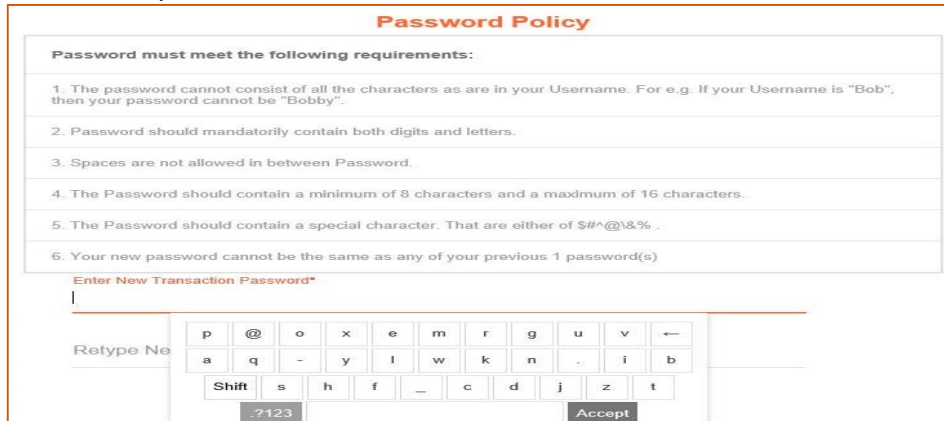 Password Policy
Password must meet the following requirements:
1. The password cannot consist of all the characters as are in your Username. For e.g. If your Username is "Bob",
then your password cannot be "Bobby".
2. Password should mandatorily contain both digits and letters.
3. Spaces are not allowed in between Password.
4. The Password should contain a minimum of 8 characters and a maximum of 16 characters.
5. The Password should contain a special character. That are either of $#^@\&% .
6. Your new password cannot be the same as any of your previous 1 password(s)
Enter New Transaction Password*
p @ o x e m r g u v ←
Retype Ne
a q - y l w k n . i b
Shift s h f _ c d j z t
.?123 Accept